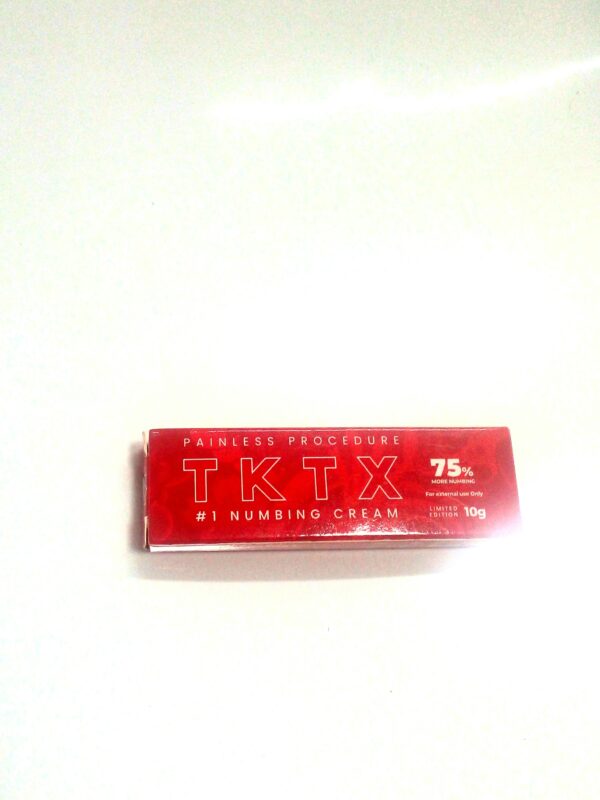 PAINLESS PROCEDURE
TKTX
#1 NUMBING CREAM
75%
MORE NUMBING
For external use Only
LIMITED
EDITION
10g